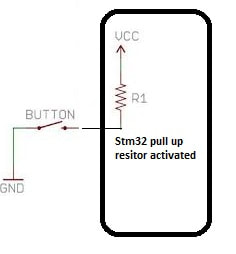 VCC
R1
BUTTON
Stm32 pull up
resitor activated
GND